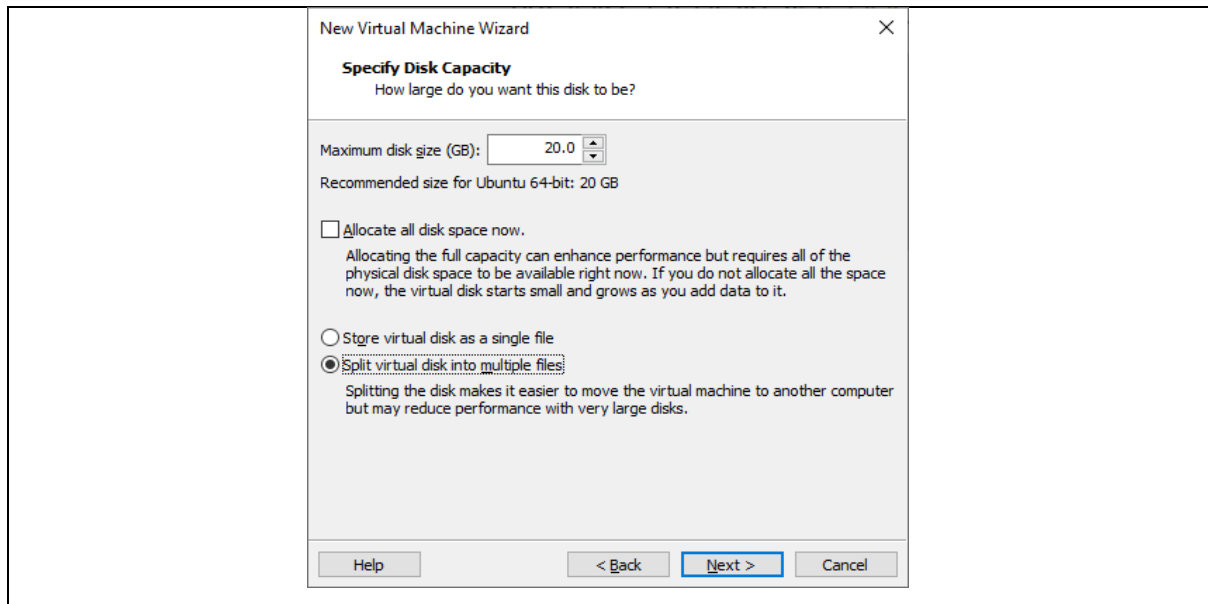 New Virtual Machine Wizard
Specify Disk Capacity
How large do you want this disk to be?
Maximum disk size (GB): 20.0
Recommended size for Ubuntu 64-bit: 20 GB
Allocate all disk space now.
Allocating the full capacity can enhance performance but requires all of the
physical disk space to be available right now. If you do not allocate all the space
now, the virtual disk starts small and grows as you add data to it.
Store virtual disk as a single file
Split virtual disk into multiple files
Splitting the disk makes it easier to move the virtual machine to another computer
but may reduce performance with very large disks.
Help < Back Next > Cancel